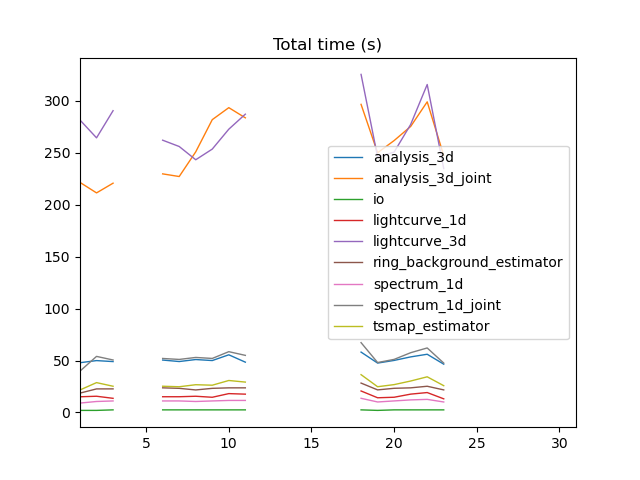 Total time (s)
300
250
200
150
100
50
0
5
10
15
20
25
30
analysis_3d
analysis_3d_joint
io
lightcurve_1d
lightcurve_3d
ring_background_estimator
spectrum_1d
spectrum_1d_joint
tsmap_estimator